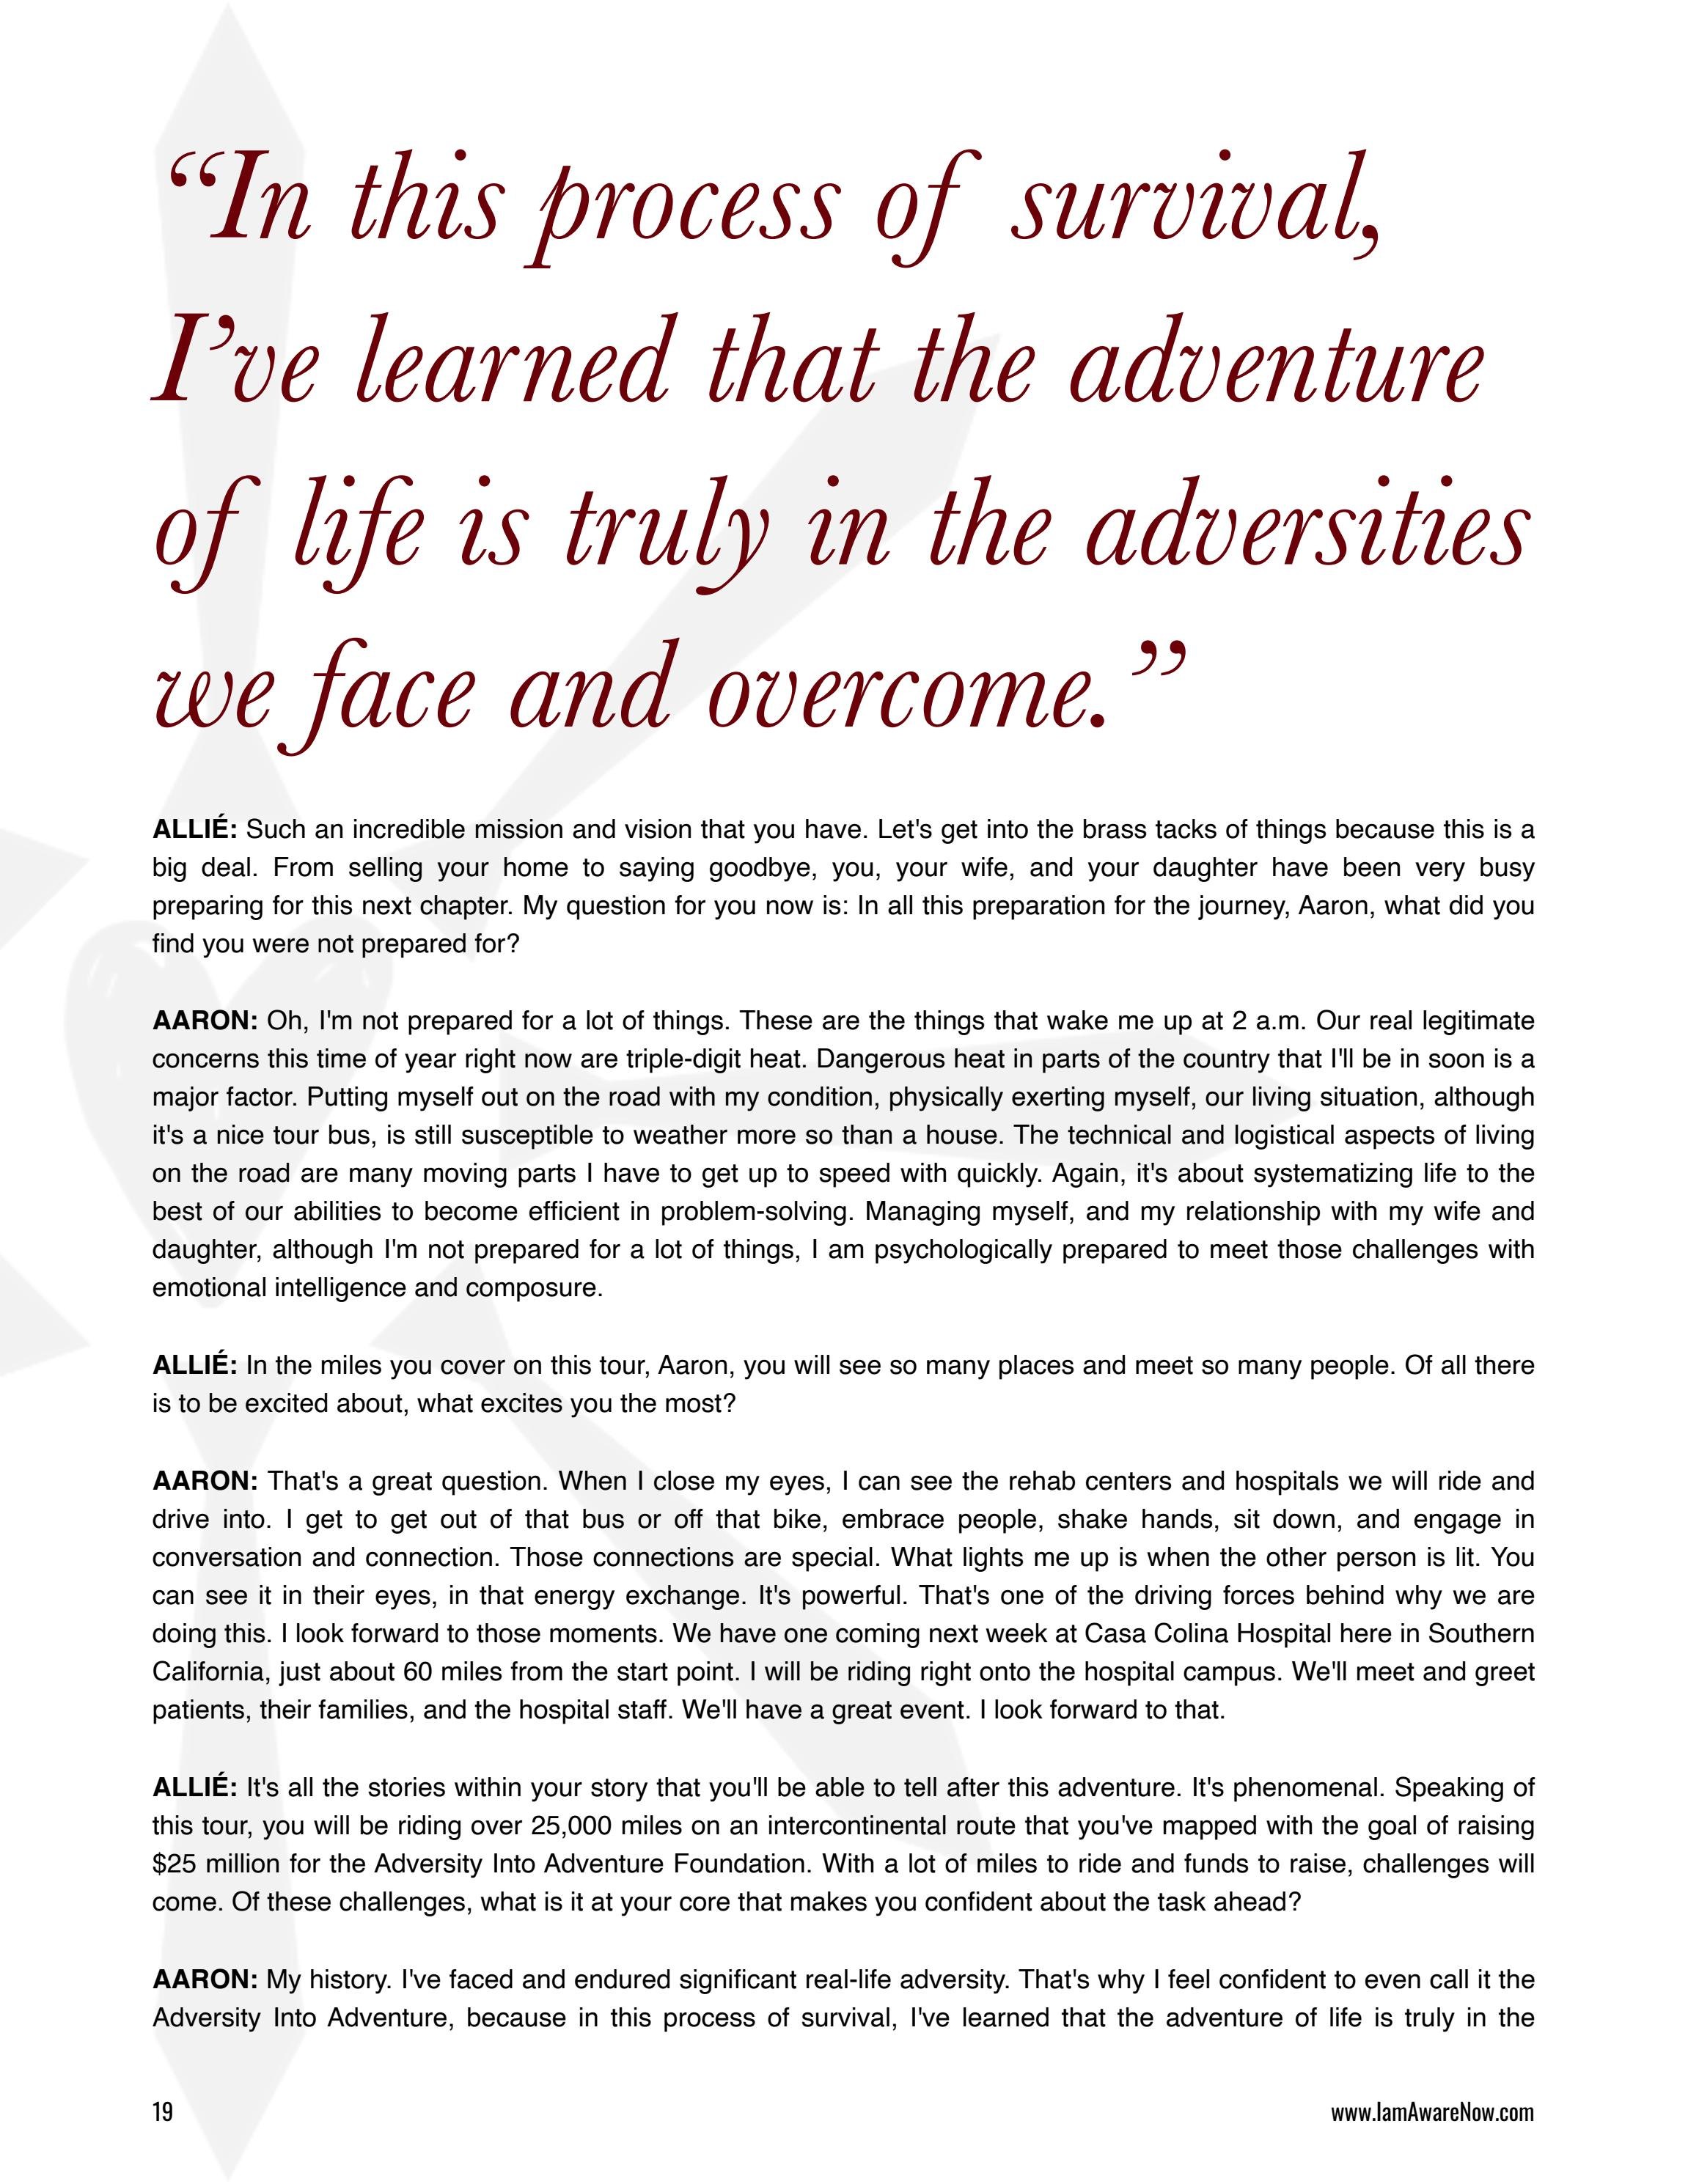 “In this process of survival,
I’ve learned that the adventure
of life is truly in the adversities
we face and overcome.”
ALLIÉ: Such an incredible mission and vision that you have. Let's get into the brass tacks of things because this is a
big deal. From selling your home to saying goodbye, you, your wife, and your daughter have been very busy
preparing for this next chapter. My question for you now is: In all this preparation for the journey, Aaron, what did you
find you were not prepared for?
AARON: Oh, I'm not prepared for a lot of things. These are the things that wake me up at 2 a.m. Our real legitimate
concerns this time of year right now are triple-digit heat. Dangerous heat in parts of the country that I'll be in soon is a
major factor. Putting myself out on the road with my condition, physically exerting myself, our living situation, although
it's a nice tour bus, is still susceptible to weather more so than a house. The technical and logistical aspects of living
on the road are many moving parts I have to get up to speed with quickly. Again, it's about systematizing life to the
best of our abilities to become efficient in problem-solving. Managing myself, and my relationship with my wife and
daughter, although I'm not prepared for a lot of things, I am psychologically prepared to meet those challenges with
emotional intelligence and composure.
ALLIÉ: In the miles you cover on this tour, Aaron, you will see so many places and meet so many people. Of all there
is to be excited about, what excites you the most?
AARON: That's a great question. When I close my eyes, I can see the rehab centers and hospitals we will ride and
drive into. I get to get out of that bus or off that bike, embrace people, shake hands, sit down, and engage in
conversation and connection. Those connections are special. What lights me up is when the other person is lit. You
can see it in their eyes, in that energy exchange. It's powerful. That's one of the driving forces behind why we are
doing this. I look forward to those moments. We have one coming next week at Casa Colina Hospital here in Southern
California, just about 60 miles from the start point. I will be riding right onto the hospital campus. We'll meet and greet
patients, their families, and the hospital staff. We'll have a great event. I look forward to that.
ALLIÉ: It's all the stories within your story that you'll be able to tell after this adventure. It's phenomenal. Speaking of
this tour, you will be riding over 25,000 miles on an intercontinental route that you've mapped with the goal of raising
$25 million for the Adversity Into Adventure Foundation. With a lot of miles to ride and funds to raise, challenges will
come. Of these challenges, what is it at your core that makes you confident about the task ahead?
AARON: My history. I've faced and endured significant real-life adversity. That's why I feel confident to even call it the
Adversity Into Adventure, because in this process of survival, I've learned that the adventure of life is truly in the
19
www.IamAwareNow.com